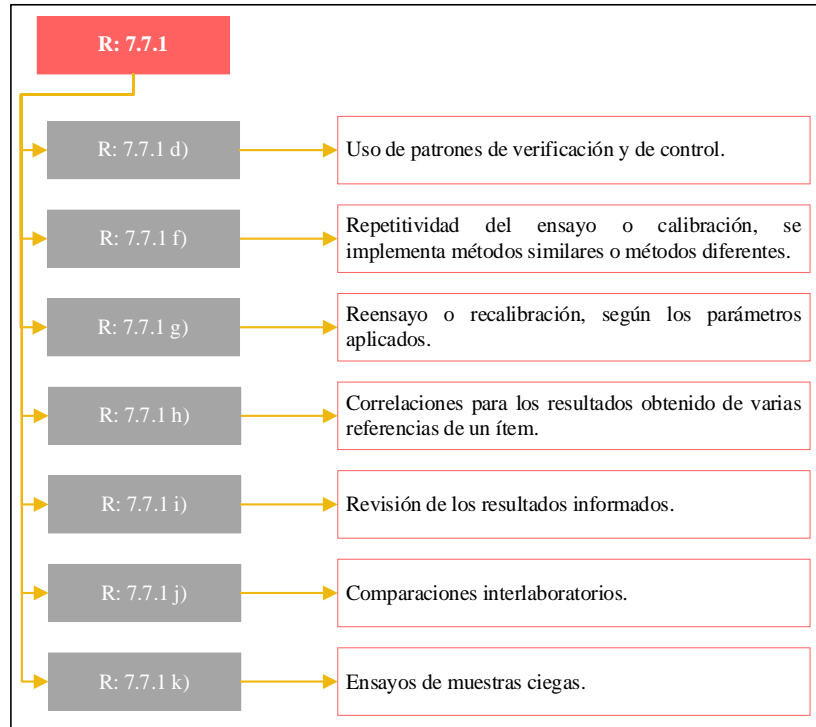 R: 7.7.1
R: 7.7.1 d)
Uso de patrones de verificación y de control.
R: 7.7.1 f)
Repetitividad del ensayo o calibración, se
implementa métodos similares o métodos diferentes.
R: 7.7.1 g)
Reensayo o recalibración, según los parámetros
aplicados.
R: 7.7.1 h)
Correlaciones para los resultados obtenido de varias
referencias de un ítem.
R: 7.7.1 i)
Revisión de los resultados informados.
R: 7.7.1 j)
Comparaciones interlaboratorios.
R: 7.7.1 k)
Ensayos de muestras ciegas.